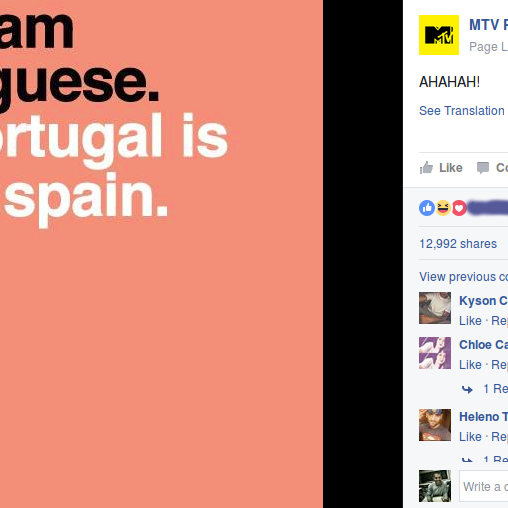 am
guese.
ortugal is
spain.
MTV
Page L
AHAHAH!
See Translation
Like Co
12,992 shares
View previous co
Kyson C
Like · Rep
Chloe Ca
Like · Rep
1 Re
Heleno T
Like · Rep
1 Re
Write a c